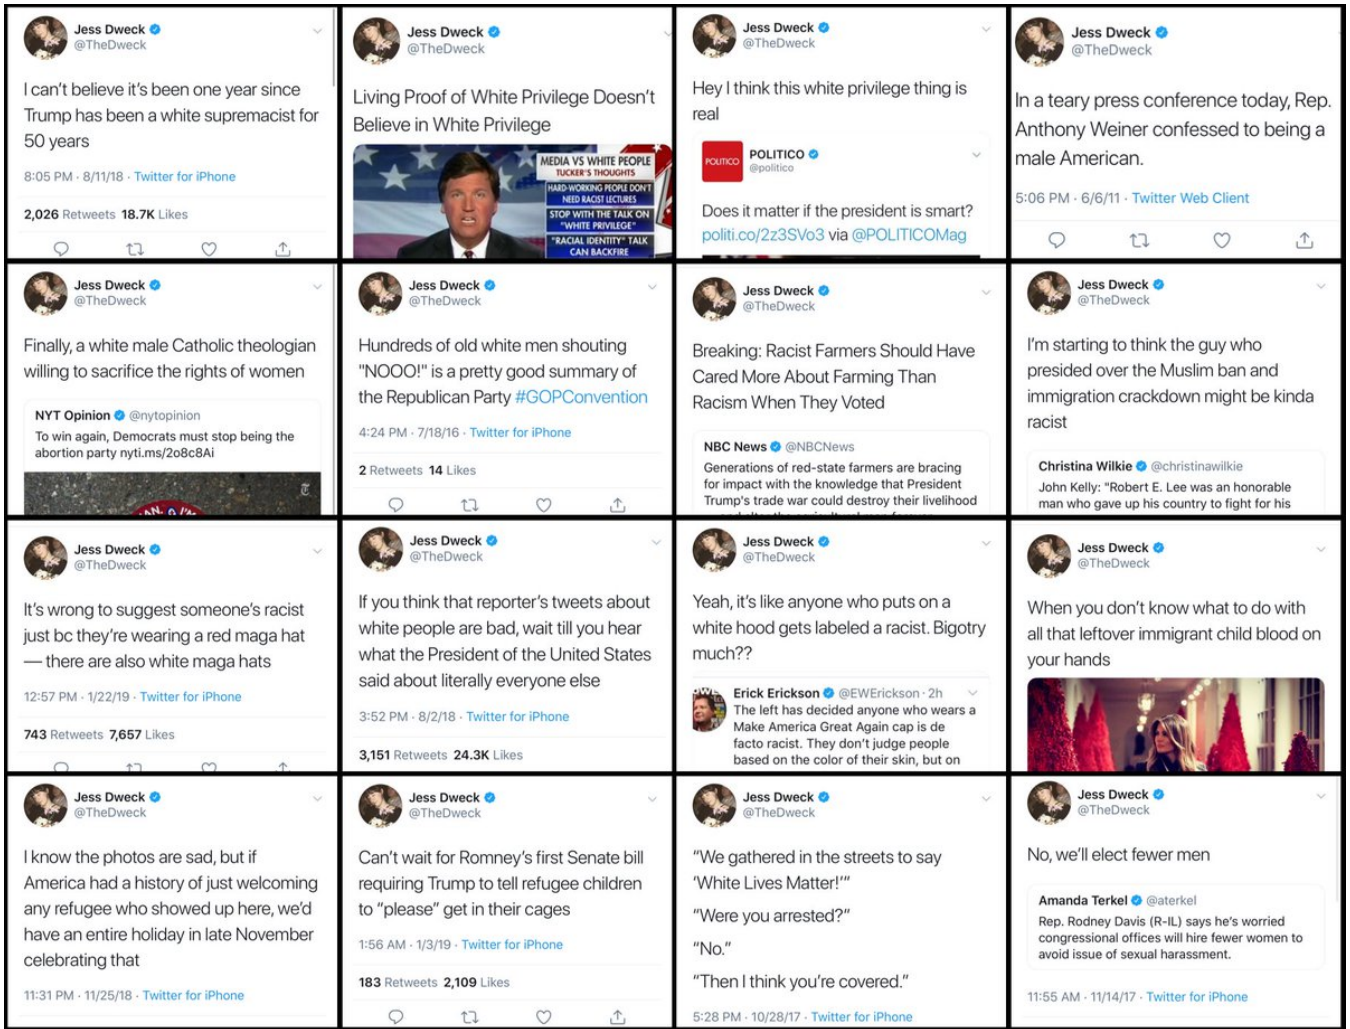 Jess Dweck
@TheDweck
I can't believe it's been one year since
Trump has been a white supremacist for
50 years
8:05 PM · 8/11/18 · Twitter for iPhone
2,026 Retweets 18.7K Likes
Jess Dweck
@TheDweck
Living Proof of White Privilege Doesn't
Believe in White Privilege
MEDIA VS WHITE PEOPLE
TUCKER'S THOUGHTS
HARD-WORKING PEOPLE DON'T
NEED RACIST LECTURES
STOP WITH THE TALK ON
"WHITE PRIVILEGE"
"RACIAL IDENTITY" TALK
CAN BACKFIRE
Jess Dweck
@TheDweck
Hey I think this white privilege thing is
real
POLITICO
POLITICO
@politico
Does it matter if the president is smart?
politi.co/2z3SVo3 via @POLITICOMag
Jess Dweck
@TheDweck
In a teary press conference today, Rep.
Anthony Weiner confessed to being a
male American.
5:06 PM · 6/6/11 · Twitter Web Client
Jess Dweck
@TheDweck
Finally, a white male Catholic theologian
willing to sacrifice the rights of women
NYT Opinion @nytopinion
To win again, Democrats must stop being the
abortion party nyti.ms/2o8c8Ai
Jess Dweck
@TheDweck
Hundreds of old white men shouting
"NOOO!" is a pretty good summary of
the Republican Party #GOPConvention
4:24 PM · 7/18/16 · Twitter for iPhone
2 Retweets 14 Likes
Jess Dweck
@TheDweck
Breaking: Racist Farmers Should Have
Cared More About Farming Than
Racism When They Voted
NBC News @NBCNews
Generations of red-state farmers are bracing
for impact with the knowledge that President
Trump's trade war could destroy their livelihood
Jess Dweck
@TheDweck
I'm starting to think the guy who
presided over the Muslim ban and
immigration crackdown might be kinda
racist
Christina Wilkie @christinawilkie
John Kelly: "Robert E. Lee was an honorable
man who gave up his country to fight for his
Jess Dweck
@TheDweck
It's wrong to suggest someone's racist
just bc they're wearing a red maga hat
— there are also white maga hats
12:57 PM · 1/22/19 · Twitter for iPhone
743 Retweets 7,657 Likes
Jess Dweck
@TheDweck
If you think that reporter's tweets about
white people are bad, wait till you hear
what the President of the United States
said about literally everyone else
3:52 PM · 8/2/18 · Twitter for iPhone
3,151 Retweets 24.3K Likes
Jess Dweck
@TheDweck
Yeah, it's like anyone who puts on a
white hood gets labeled a racist. Bigotry
much??
Erick Erickson @EWErickson · 2h
The left has decided anyone who wears a
Make America Great Again cap is de
facto racist. They don't judge people
based on the color of their skin, but on
Jess Dweck
@TheDweck
When you don't know what to do with
all that leftover immigrant child blood on
your hands
Jess Dweck
@TheDweck
I know the photos are sad, but if
America had a history of just welcoming
any refugee who showed up here, we'd
have an entire holiday in late November
celebrating that
11:31 PM · 11/25/18 · Twitter for iPhone
Jess Dweck
@TheDweck
Can't wait for Romney's first Senate bill
requiring Trump to tell refugee children
to "please" get in their cages
1:56 AM · 1/3/19 · Twitter for iPhone
183 Retweets 2,109 Likes
Jess Dweck
@TheDweck
"We gathered in the streets to say
'White Lives Matter!'"
"Were you arrested?"
"No."
"Then I think you're covered."
5:28 PM · 10/28/17 · Twitter for iPhone
Jess Dweck
@TheDweck
No, we'll elect fewer men
Amanda Terkel @aterkel
Rep. Rodney Davis (R-IL) says he's worried
congressional offices will hire fewer women to
avoid issue of sexual harassment.
11:55 AM · 11/14/17 · Twitter for iPhone